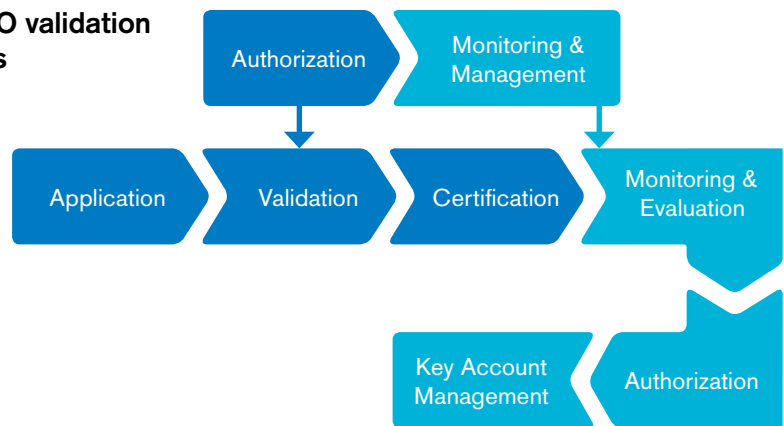 O validation
s
Authorization
Monitoring &
Management
Application
Validation
Certification
Monitoring &
Evaluation
Key Account
Management
Authorization